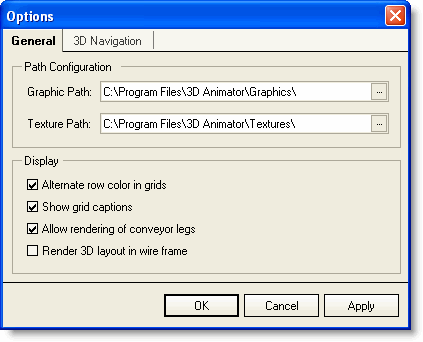 Options
General 3D Navigation
Path Configuration
Graphic Path: C:\Program Files\3D Animator\Graphics\ ...
Texture Path: C:\Program Files\3D Animator\Textures\ ...
Display
Alternate row color in grids
Show grid captions
Allow rendering of conveyor legs
Render 3D layout in wire frame
OK Cancel Apply